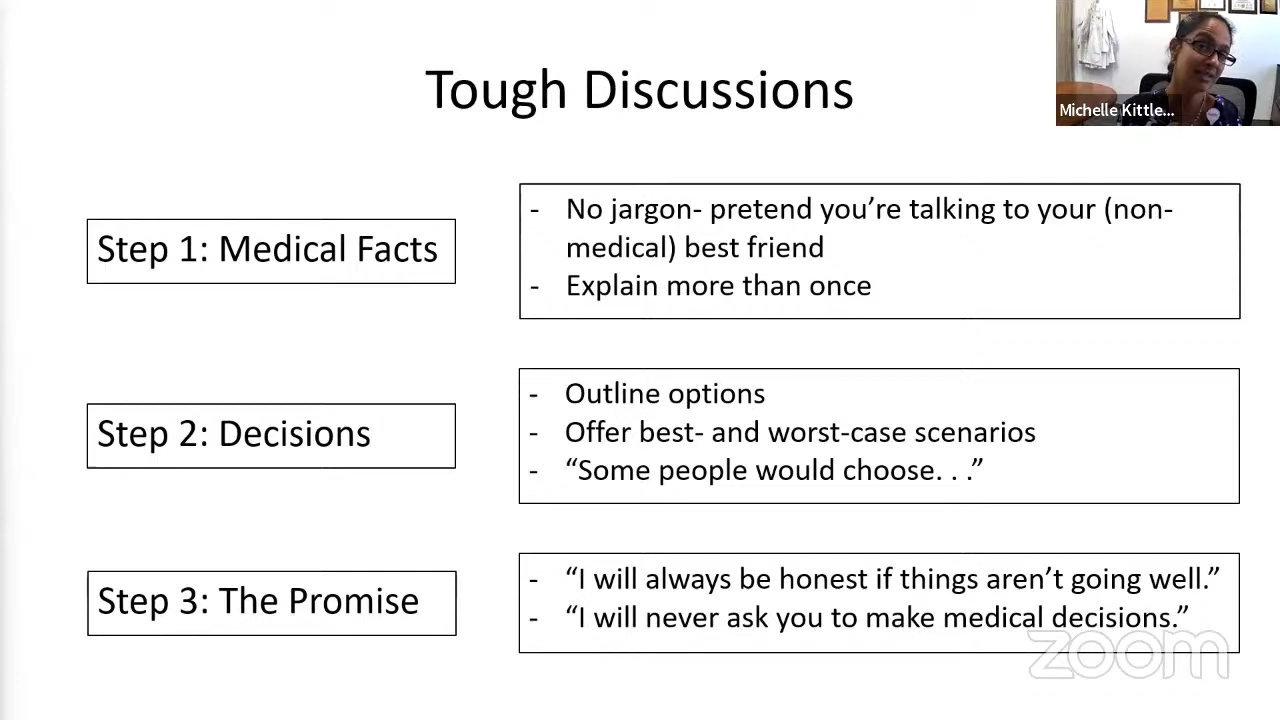 Tough Discussions
Michelle Kittle...
Step 1: Medical Facts
- No jargon- pretend you’re talking to your (non-
medical) best friend
- Explain more than once
Step 2: Decisions
- Outline options
- Offer best- and worst-case scenarios
- “Some people would choose. . .”
Step 3: The Promise
- “I will always be honest if things aren’t going well.”
- “I will never ask you to make medical decisions.”
zoom